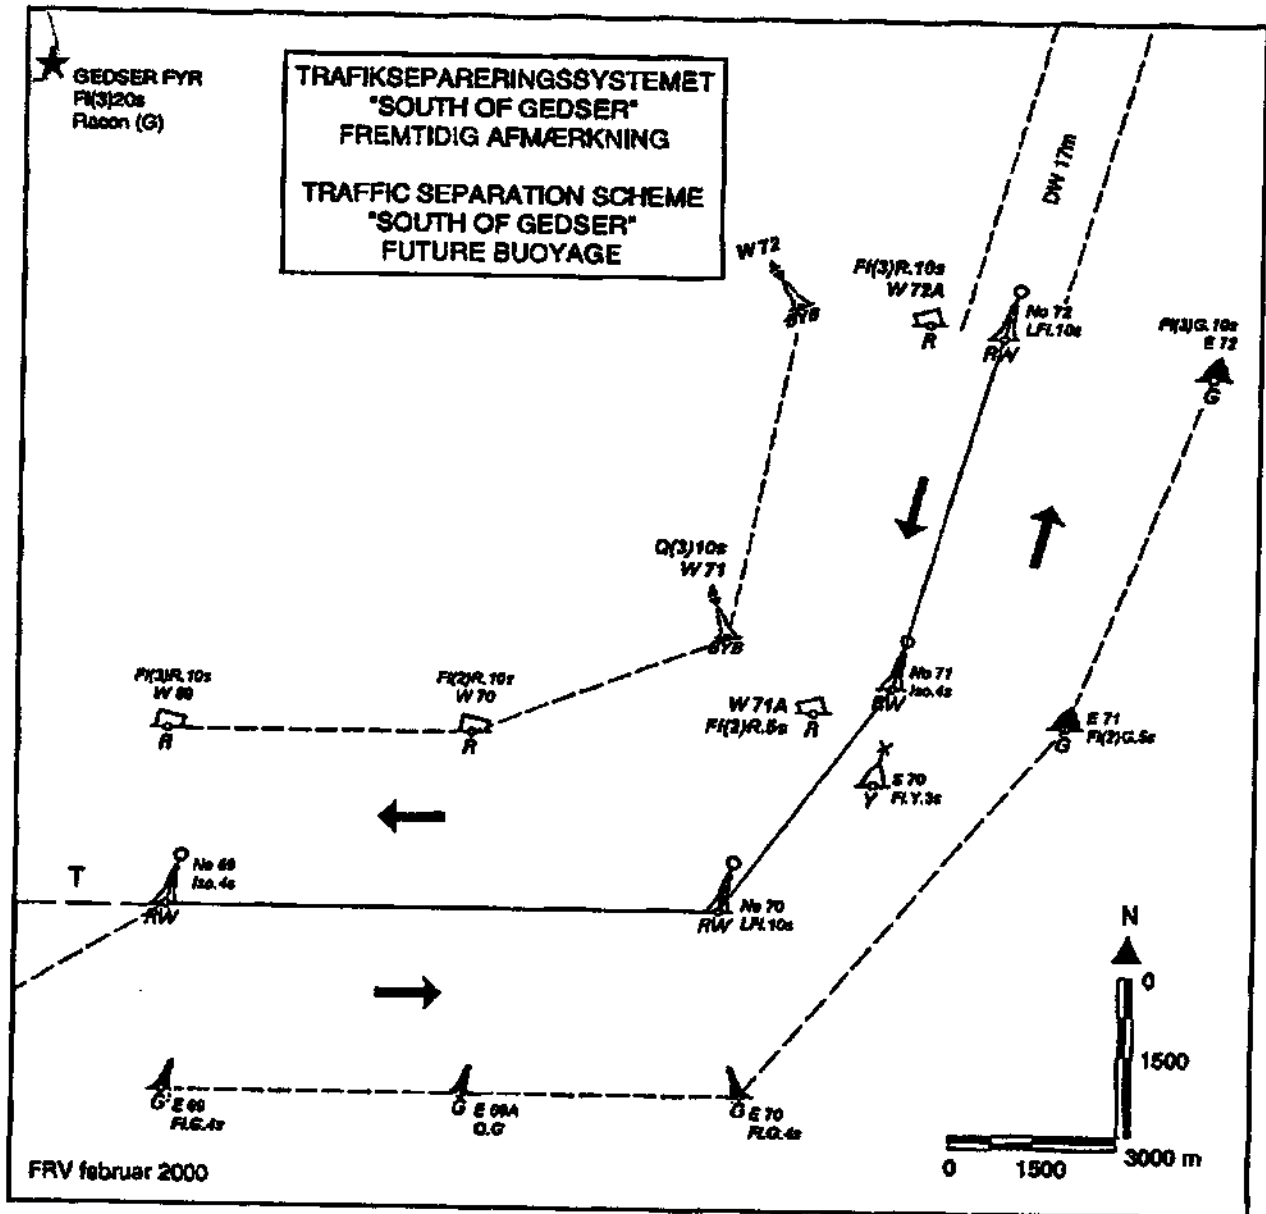 GEDSER FYR
Fl(3)20s
Racon (G)
TRAFIKSEPARERINGSSYSTEMET
"SOUTH OF GEDSER"
FREMTIDIG AFMÆRKNING
TRAFFIC SEPARATION SCHEME
"SOUTH OF GEDSER"
FUTURE BUOYAGE
DW 17m
W 72
BYB
Fl(3)R.10s
W 72A
R
No 72
LFl.10s
RW
Fl(3)G.10s
E 72
G
Q(3)10s
W 71
BYB
No 71
Iso.4s
RW
Fl(3)R.10s
W 69
R
Fl(2)R.10s
W 70
R
W 71A
Fl(2)R.5s
R
E 71
Fl(2)G.5s
G
S 70
Fl.Y.3s
Y
T
No 69
Iso.4s
RW
No 70
LFl.10s
RW
N
0
1500
3000 m
0
1500
G
E 69
Fl.G.4s
G
E 69A
Q.G
G
E 70
Fl.G.4s
FRV februar 2000